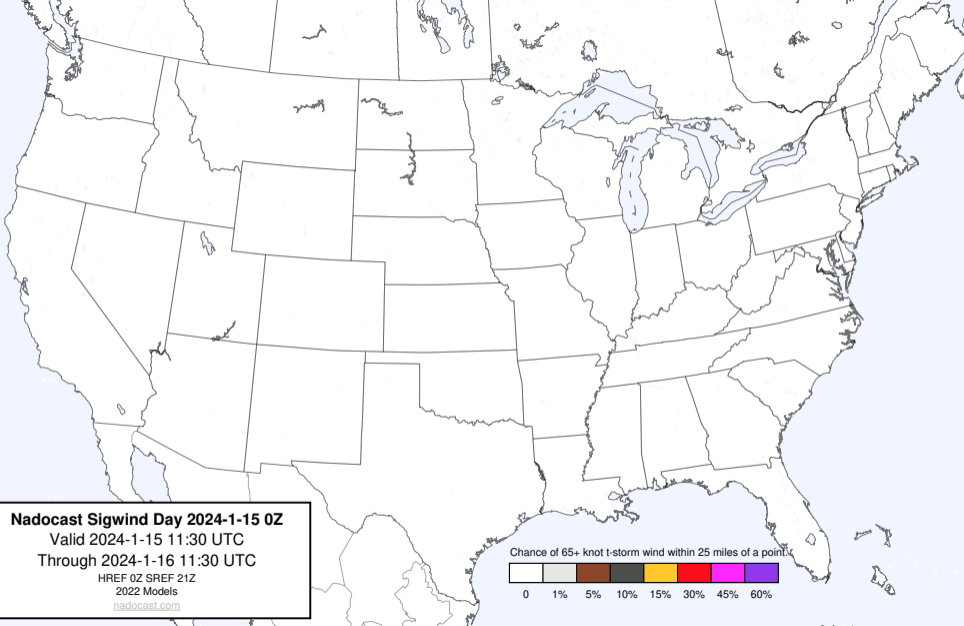 Nadocast Sigwind Day 2024-1-15 0Z
Valid 2024-1-15 11:30 UTC
Through 2024-1-16 11:30 UTC
HREF 0Z SREF 21Z
2022 Models
nadocast.com
Chance of 65+ knot t-storm wind within 25 miles of a point.
0 1% 5% 10% 15% 30% 45% 60%